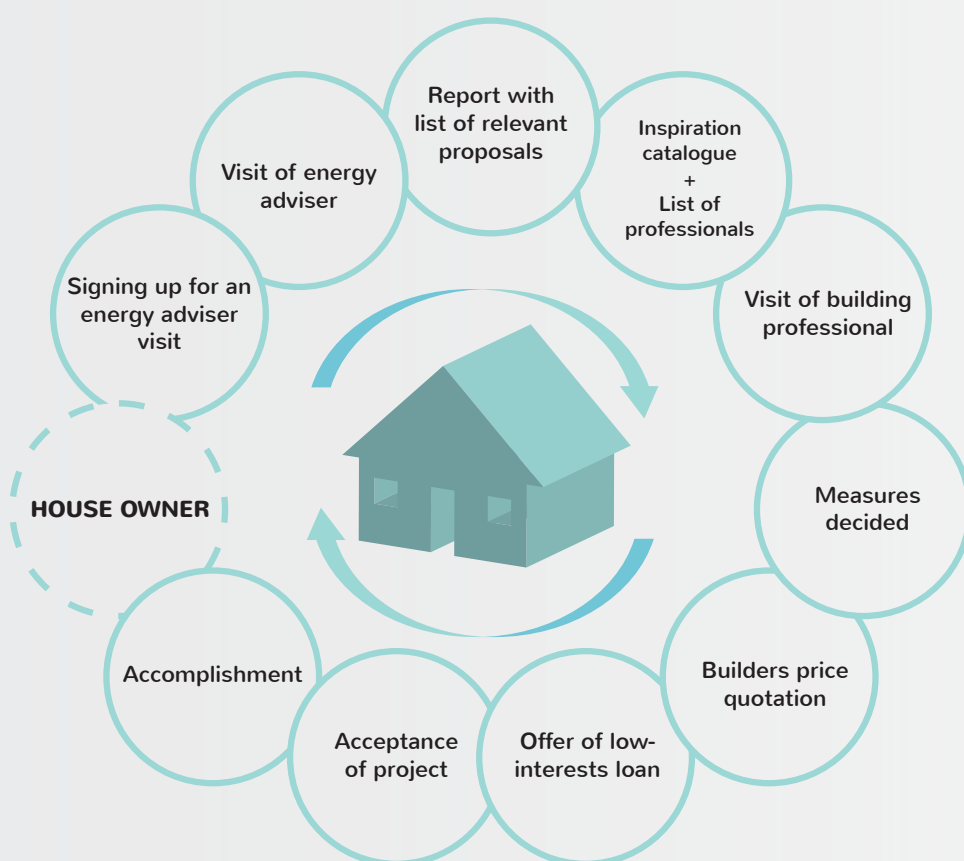 HOUSE OWNER
Signing up for an
energy adviser
visit
Visit of energy
adviser
Report with
list of relevant
proposals
Inspiration
catalogue
+
List of
professionals
Visit of building
professional
Measures
decided
Builders price
quotation
Offer of low-
interests loan
Acceptance
of project
Accomplishment